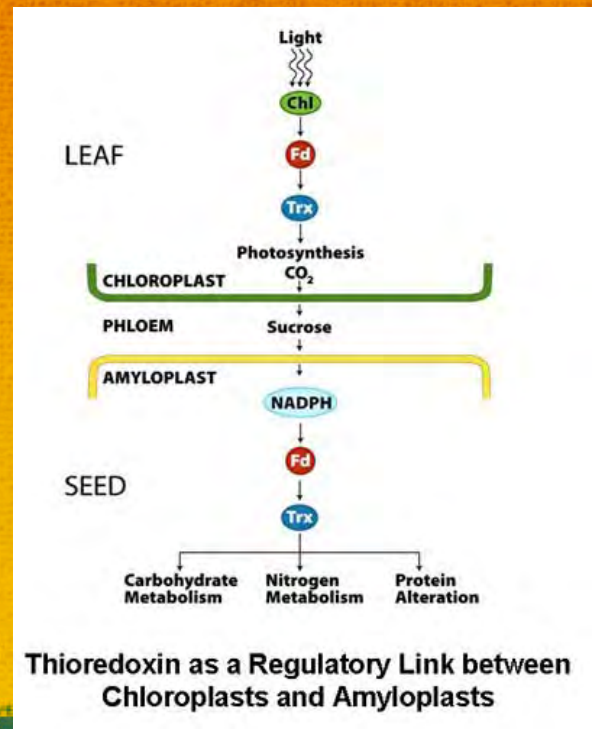 Light
Chl
LEAF
Fd
Trx
Photosynthesis
CO₂
CHLOROPLAST
PHLOEM
Sucrose
AMYLOPLAST
NADPH
Fd
SEED
Trx
Carbohydrate Metabolism
Nitrogen Metabolism
Protein Alteration
Thioredoxin as a Regulatory Link between
Chloroplasts and Amyloplasts